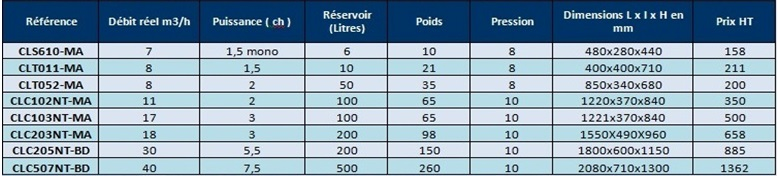 Référence Débit réel m3/h Puissance ( ch ) Réservoir (Litres) Poids Pression Dimensions L x l x H en mm Prix HT
CLS610-MA 7 1,5 mono 6 10 8 480x280x440 158
CLT011-MA 8 1,5 10 21 8 400x400x710 211
CLT052-MA 8 2 50 35 8 850x340x680 200
CLC102NT-MA 11 2 100 65 10 1220x370x840 350
CLC103NT-MA 17 3 100 65 10 1221x370x840 500
CLC203NT-MA 18 3 200 98 10 1550X490X960 658
CLC205NT-BD 30 5,5 200 150 10 1800x600x1150 885
CLC507NT-BD 40 7,5 500 260 10 2080x710x1300 1362